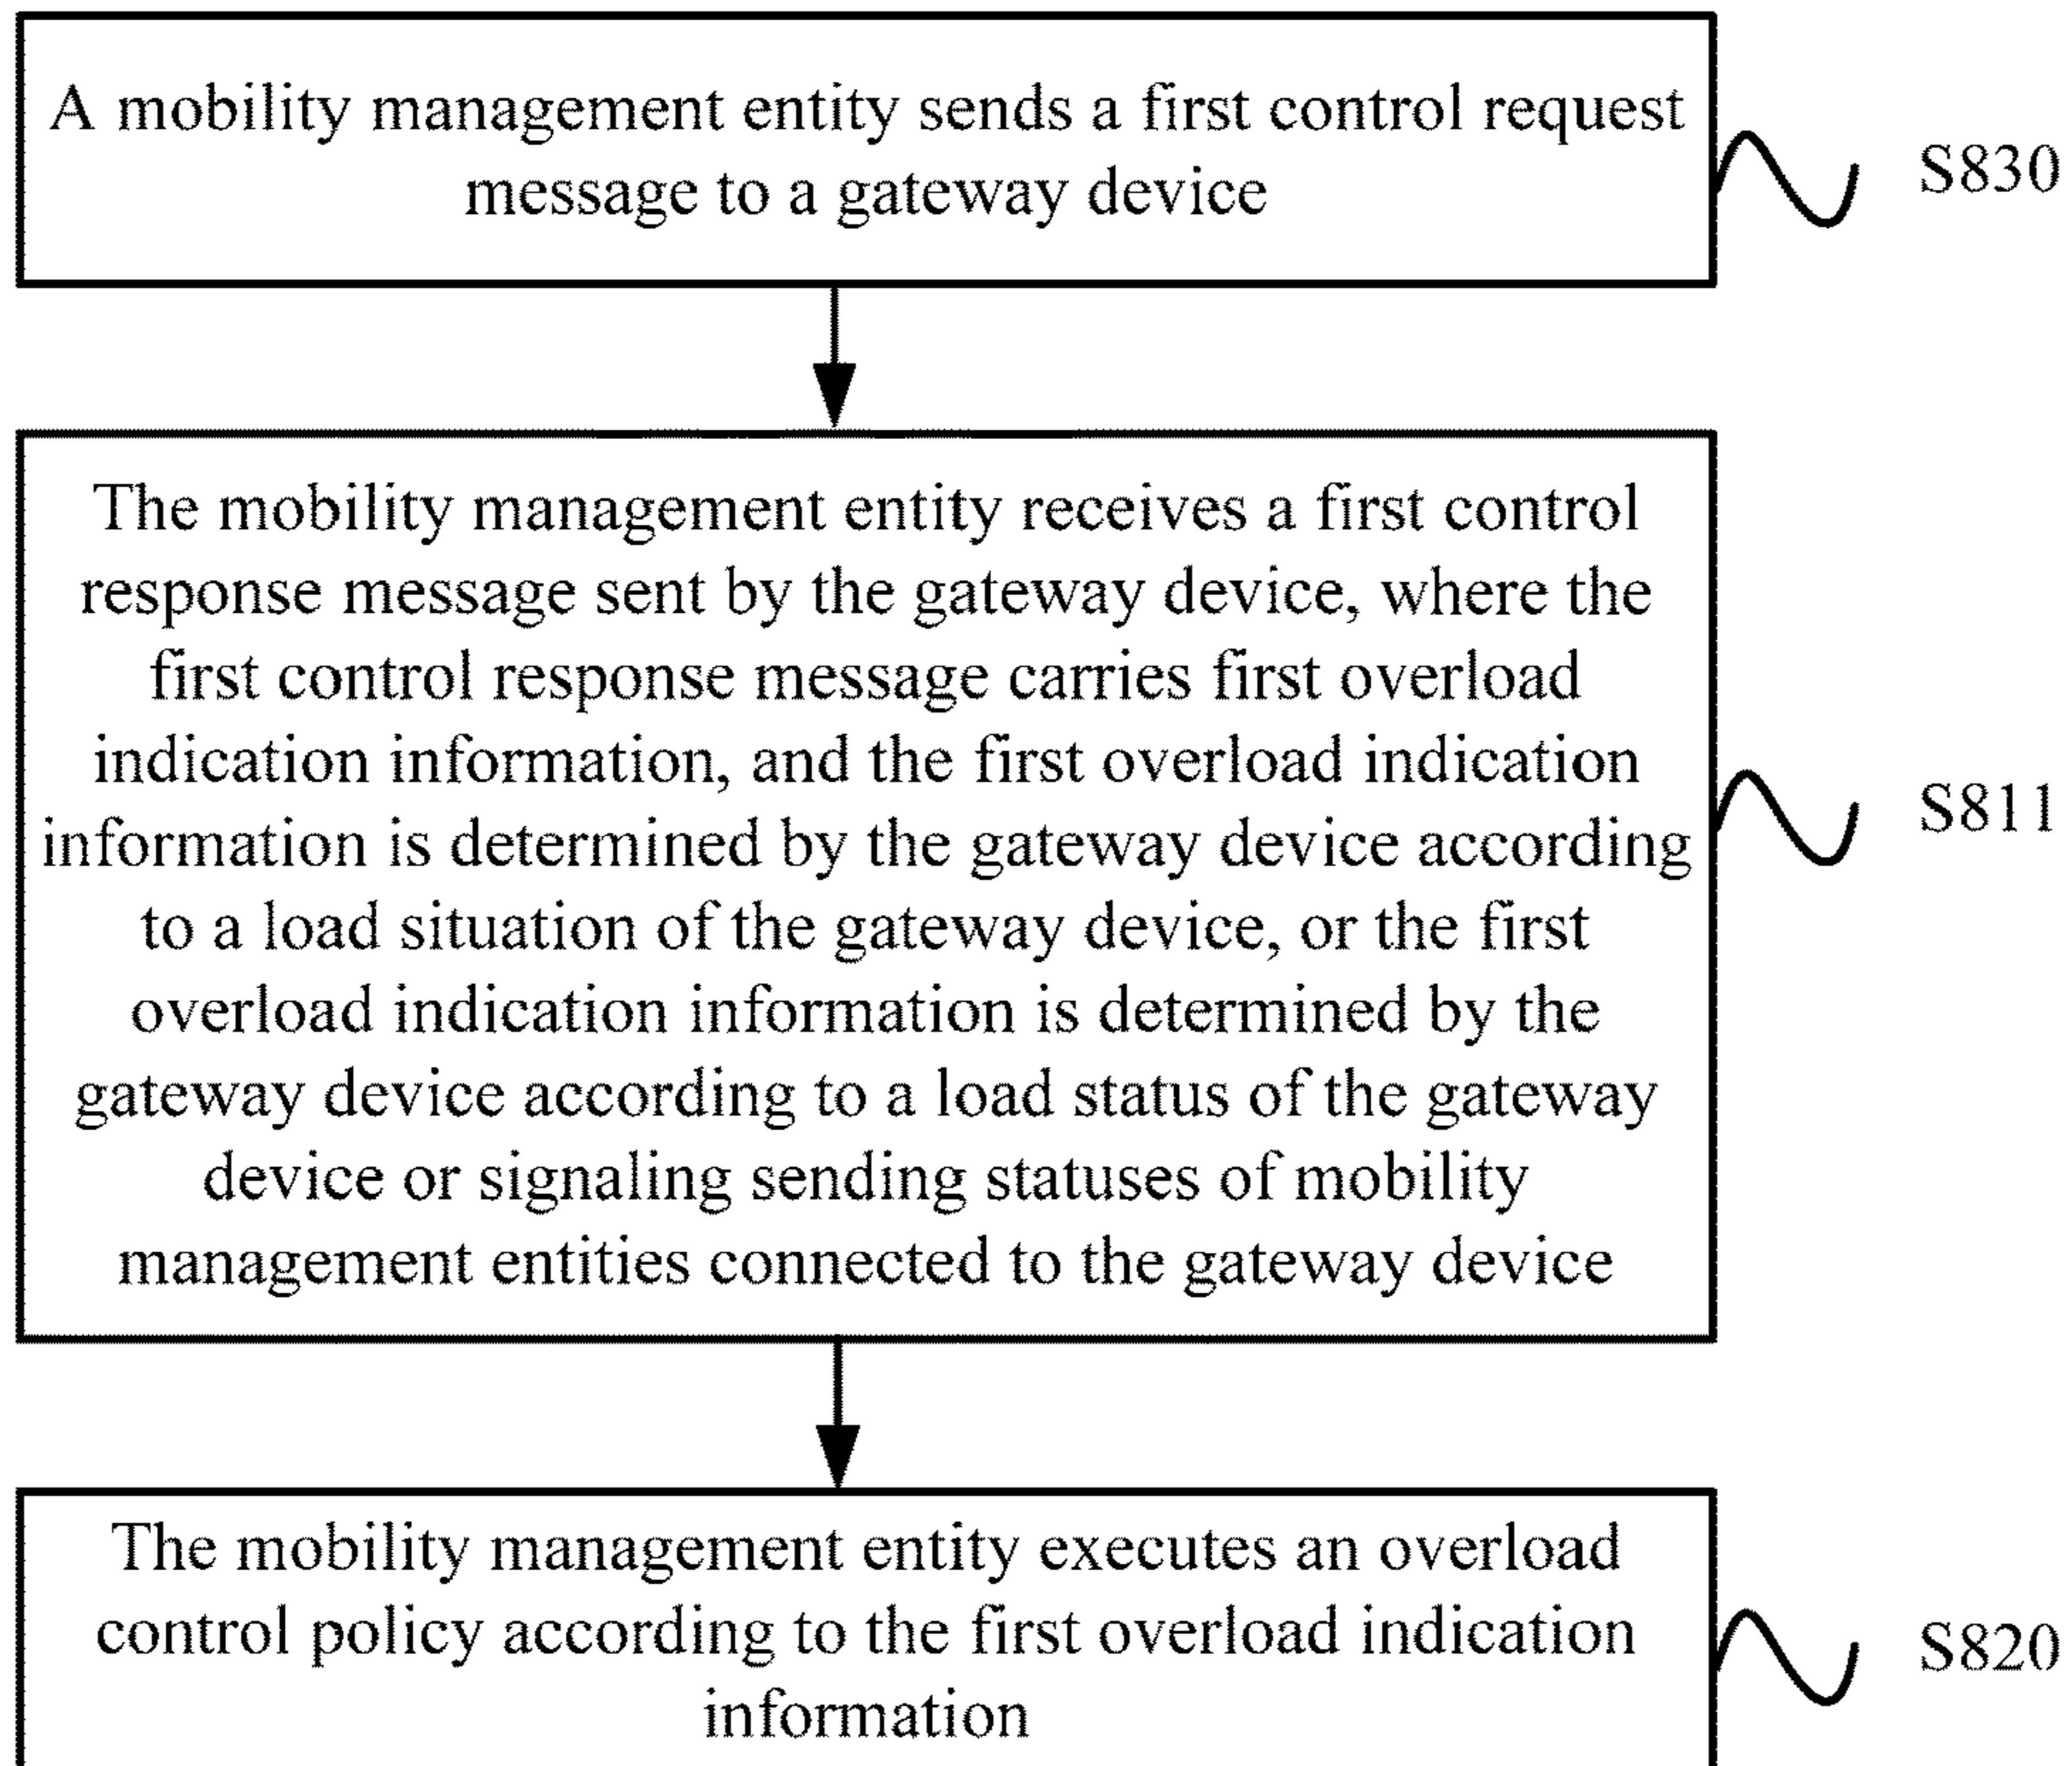 A mobility management entity sends a first control request
message to a gateway device
S830
The mobility management entity receives a first control
response message sent by the gateway device, where the
first control response message carries first overload
indication information, and the first overload indication
information is determined by the gateway device according
to a load situation of the gateway device, or the first
overload indication information is determined by the
gateway device according to a load status of the gateway
device or signaling sending statuses of mobility
management entities connected to the gateway device
S811
The mobility management entity executes an overload
control policy according to the first overload indication
information
S820